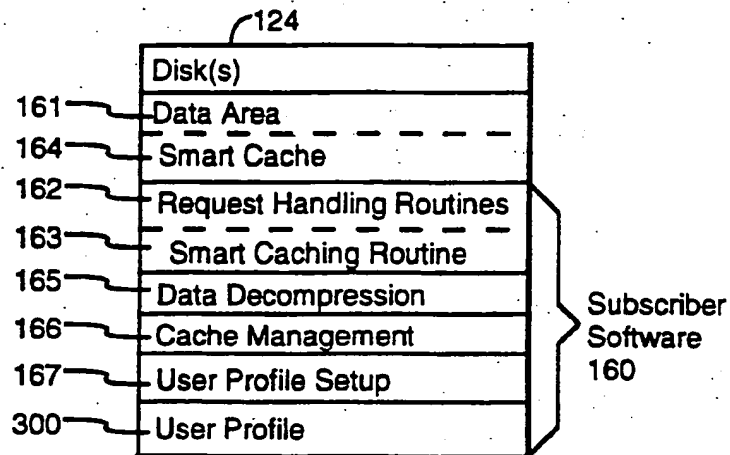 124
Disk(s)
161 Data Area
164 Smart Cache
162 Request Handling Routines
163 Smart Caching Routine
165 Data Decompression
166 Cache Management
167 User Profile Setup
300 User Profile
Subscriber
Software
160